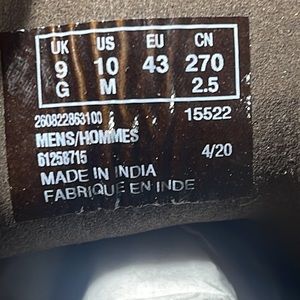 UK US EU CN
9 10 43 270
G M 2.5
260822863100 15522
MENS/HOMMES
61258715 4/20
MADE IN INDIA
FABRIQUE EN INDE